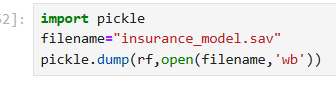 52]:
import pickle
filename="insurance_model.sav"
pickle.dump(rf,open(filename,'wb'))